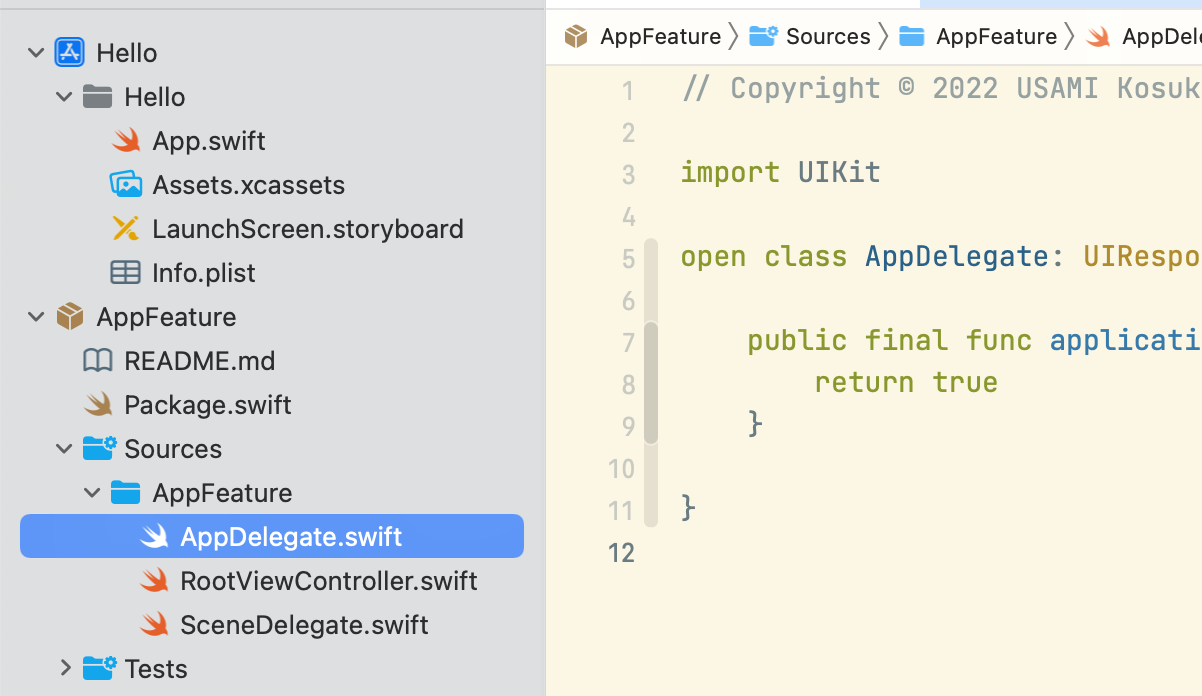 Hello
Hello
App.swift
Assets.xcassets
LaunchScreen.storyboard
Info.plist
AppFeature
README.md
Package.swift
Sources
AppFeature
AppDelegate.swift
RootViewController.swift
SceneDelegate.swift
Tests
AppFeature Sources AppFeature AppDel
1 // Copyright © 2022 USAMI Kosuk
2
3 import UIKit
4
5 open class AppDelegate: UIRespo
6
7 public final func applicati
8 return true
9 }
10
11 }
12